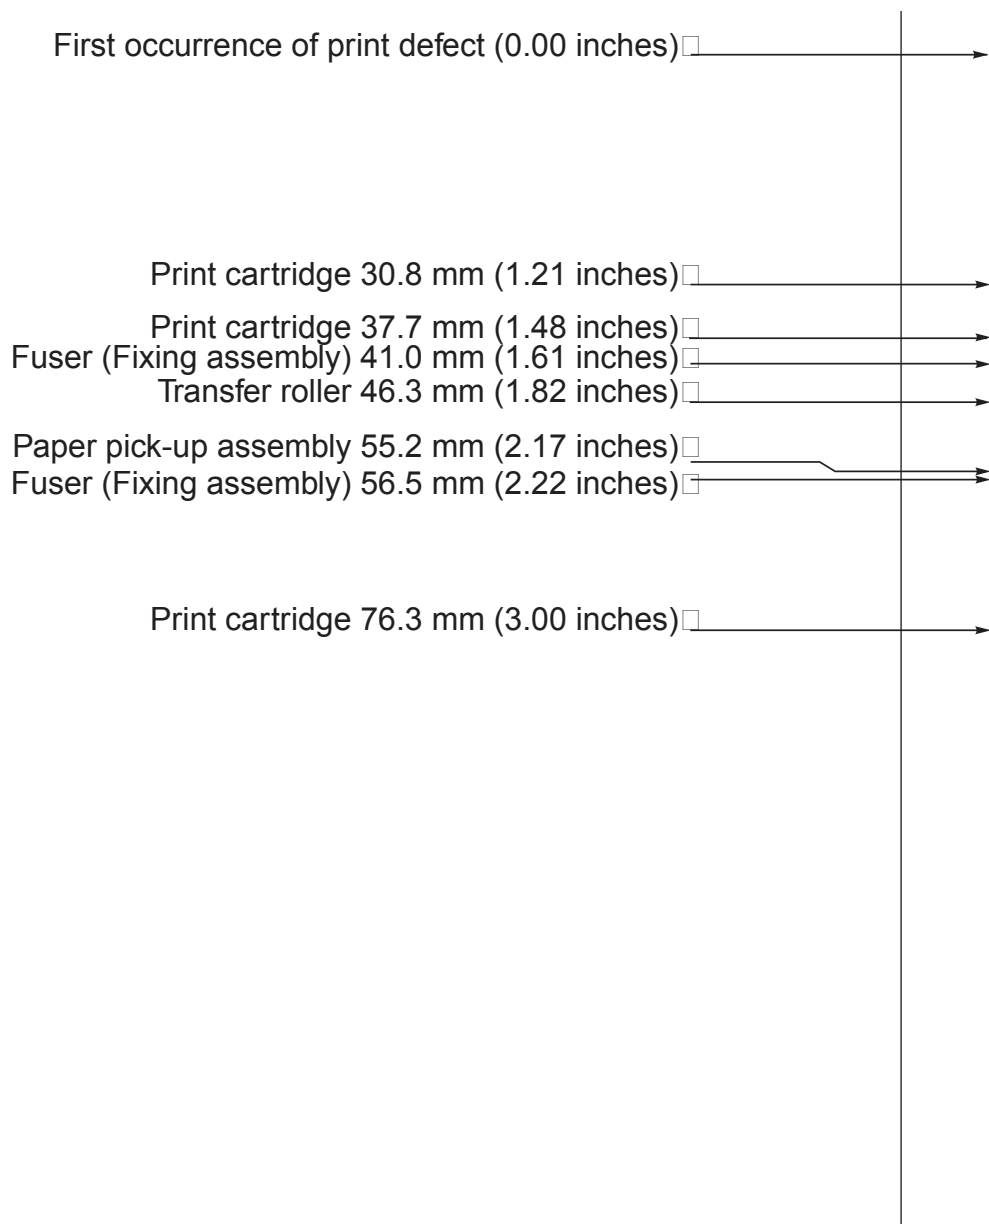 First occurrence of print defect (0.00 inches)
Print cartridge 30.8 mm (1.21 inches)
Print cartridge 37.7 mm (1.48 inches)
Fuser (Fixing assembly) 41.0 mm (1.61 inches)
Transfer roller 46.3 mm (1.82 inches)
Paper pick-up assembly 55.2 mm (2.17 inches)
Fuser (Fixing assembly) 56.5 mm (2.22 inches)
Print cartridge 76.3 mm (3.00 inches)